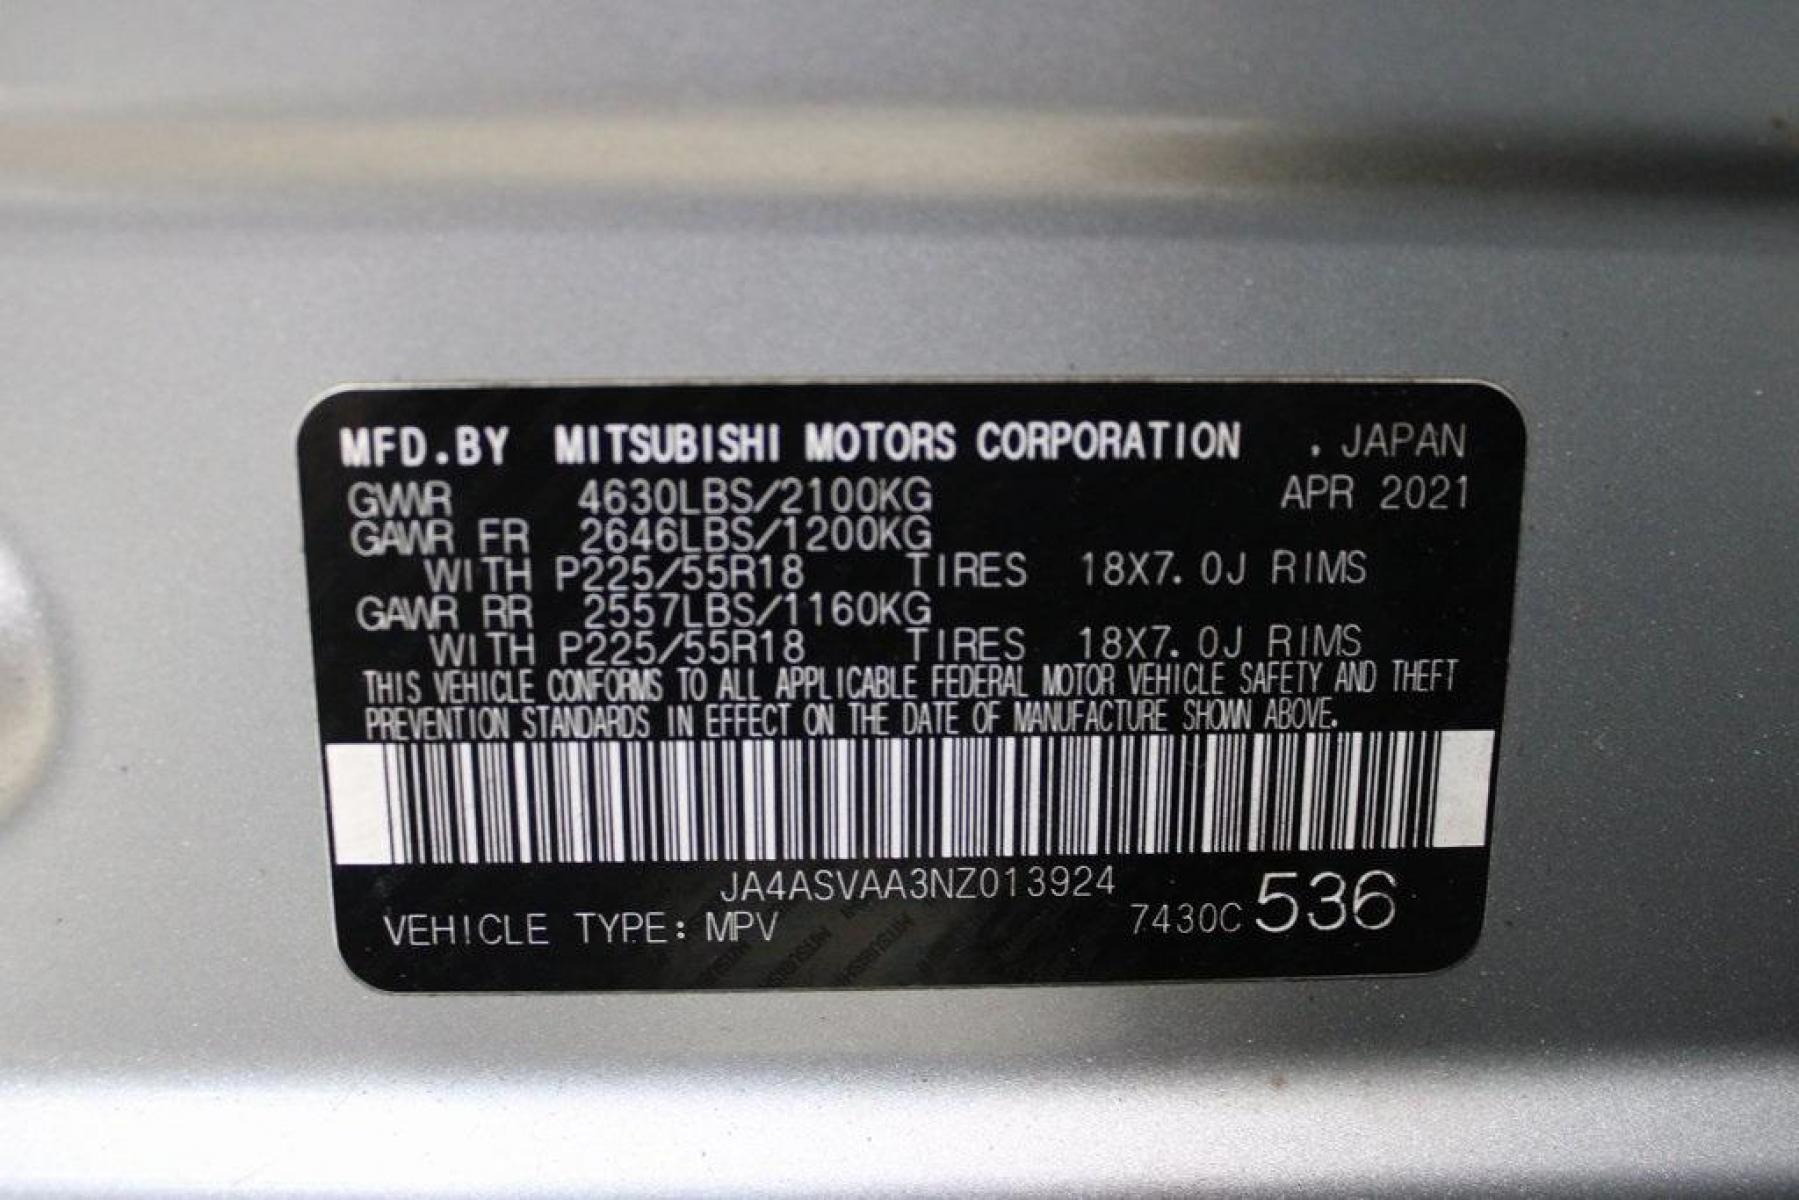 MFD.BY MITSUBISHI MOTORS CORPORATION . JAPAN
GVWR 4630LBS/2100KG APR 2021
GAWR FR 2646LBS/1200KG
WITH P225/55R18 TIRES 18X7.0J RIMS
GAWR RR 2557LBS/1160KG
WITH P225/55R18 TIRES 18X7.0J RIMS
THIS VEHICLE CONFORMS TO ALL APPLICABLE FEDERAL MOTOR VEHICLE SAFETY AND THEFT
PREVENTION STANDARDS IN EFFECT ON THE DATE OF MANUFACTURE SHOWN ABOVE.
JA4ASVAA3NZ013924
VEHICLE TYPE: MPV 7430C 536